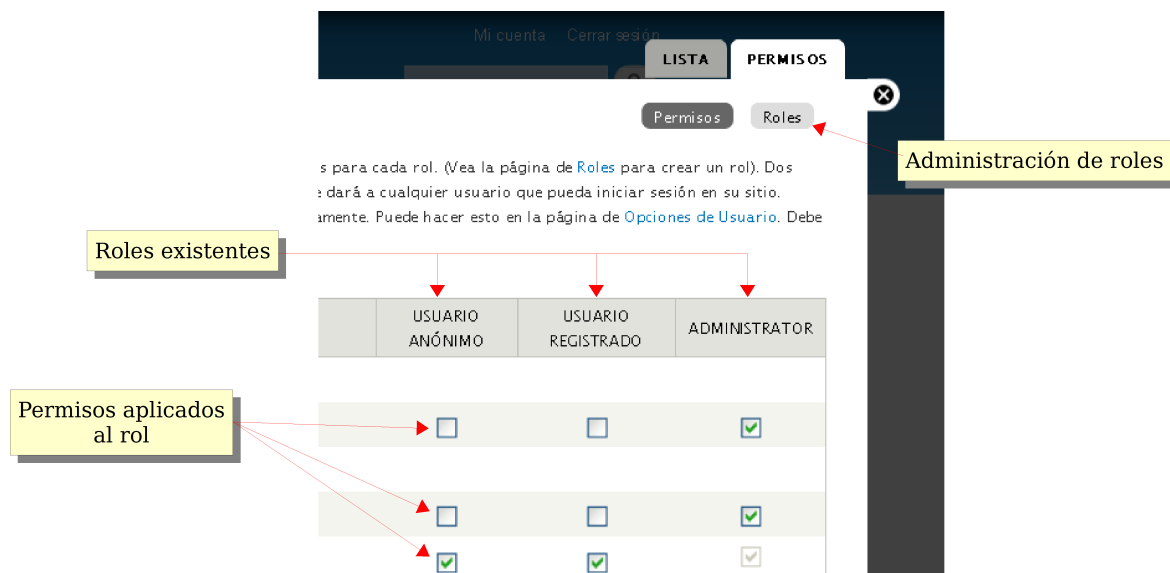 Mi cuenta Cerrar sesión
LISTA PERMISOS
Permisos Roles
Administración de roles
s para cada rol. (Vea la página de Roles para crear un rol). Dos
e dará a cualquier usuario que pueda iniciar sesión en su sitio.
amente. Puede hacer esto en la página de Opciones de Usuario. Debe
Roles existentes
USUARIO ANÓNIMO
USUARIO REGISTRADO
ADMINISTRATOR
Permisos aplicados
al rol